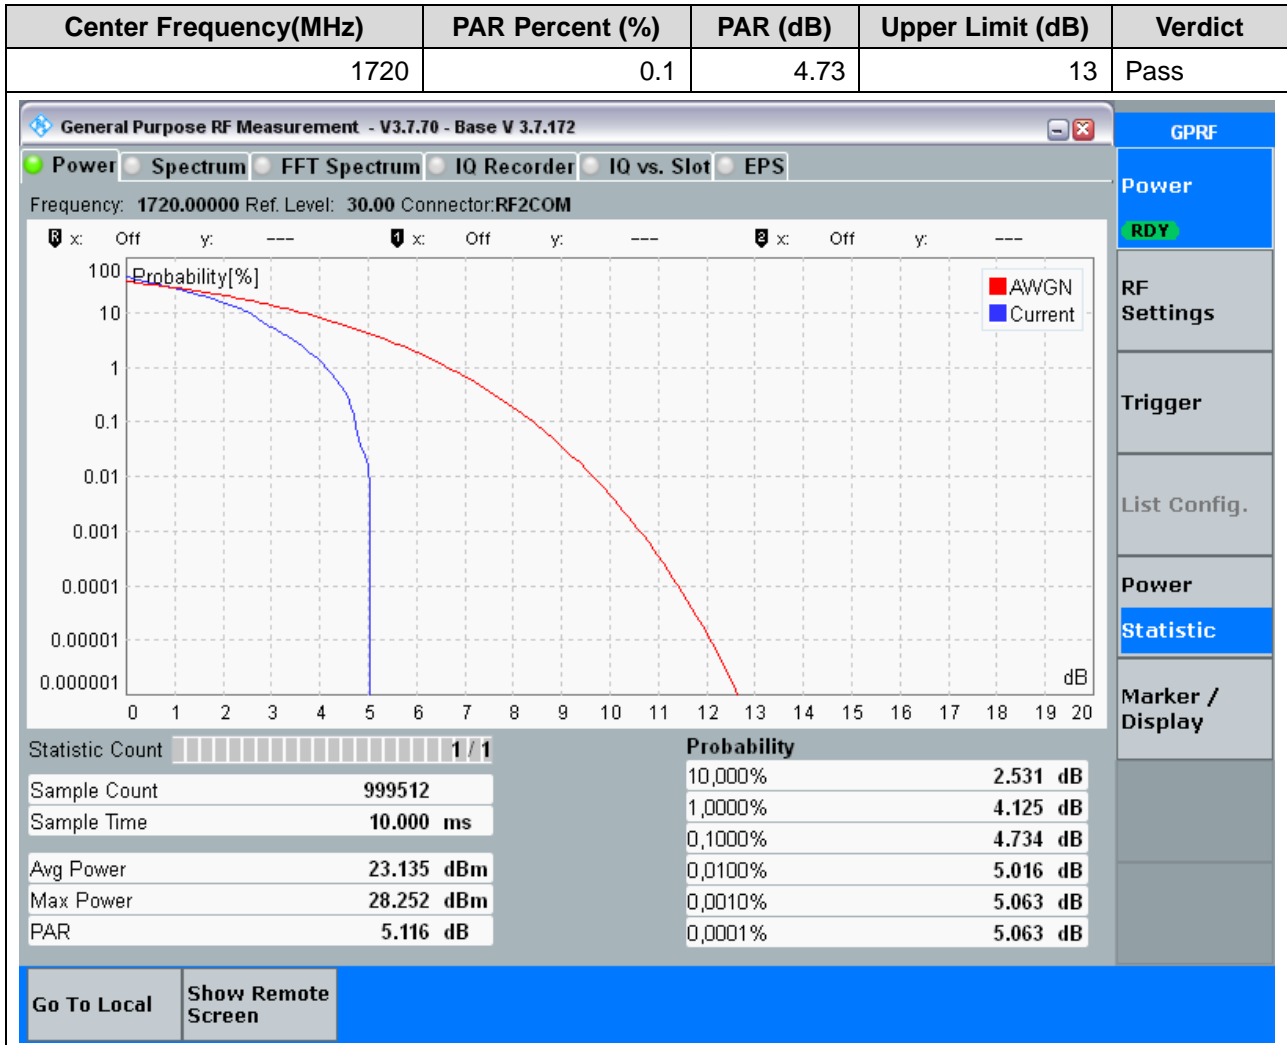 Center Frequency(MHz) PAR Percent (%) PAR (dB) Upper Limit (dB) Verdict
1720 0.1 4.73 13 Pass
General Purpose RF Measurement - V3.7.70 - Base V 3.7.172
GPRF
Power Spectrum FFT Spectrum IQ Recorder IQ vs. Slot EPS
Power
RDY
Frequency: 1720.00000 Ref. Level: 30.00 Connector:RF2COM
R x: Off y: --- 1 x: Off y: --- 2 x: Off y: ---
100 Probability[%]
AWGN
Current
RF
Settings
10
1
0.1
0.01
0.001
0.0001
0.00001
0.000001
dB
0 1 2 3 4 5 6 7 8 9 10 11 12 13 14 15 16 17 18 19 20
Trigger
List Config.
Power
Statistic
Marker /
Display
Statistic Count 1 / 1
Sample Count 999512
Sample Time 10.000 ms
Avg Power 23.135 dBm
Max Power 28.252 dBm
PAR 5.116 dB
Probability
10,000% 2.531 dB
1,0000% 4.125 dB
0,1000% 4.734 dB
0,0100% 5.016 dB
0,0010% 5.063 dB
0,0001% 5.063 dB
Go To Local
Show Remote
Screen